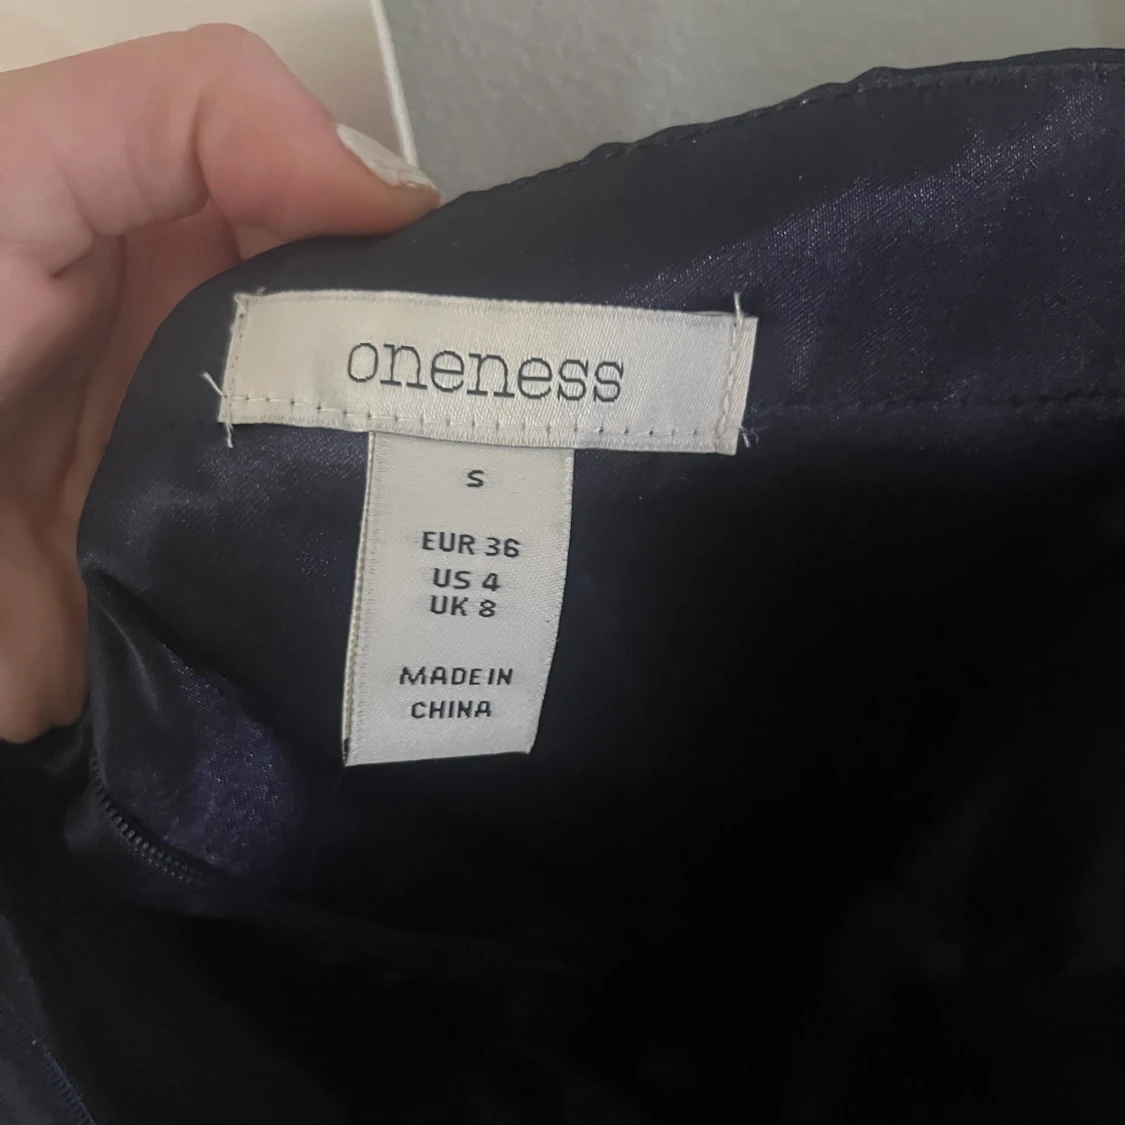 oneness
S
EUR 36
US 4
UK 8
MADE IN
CHINA